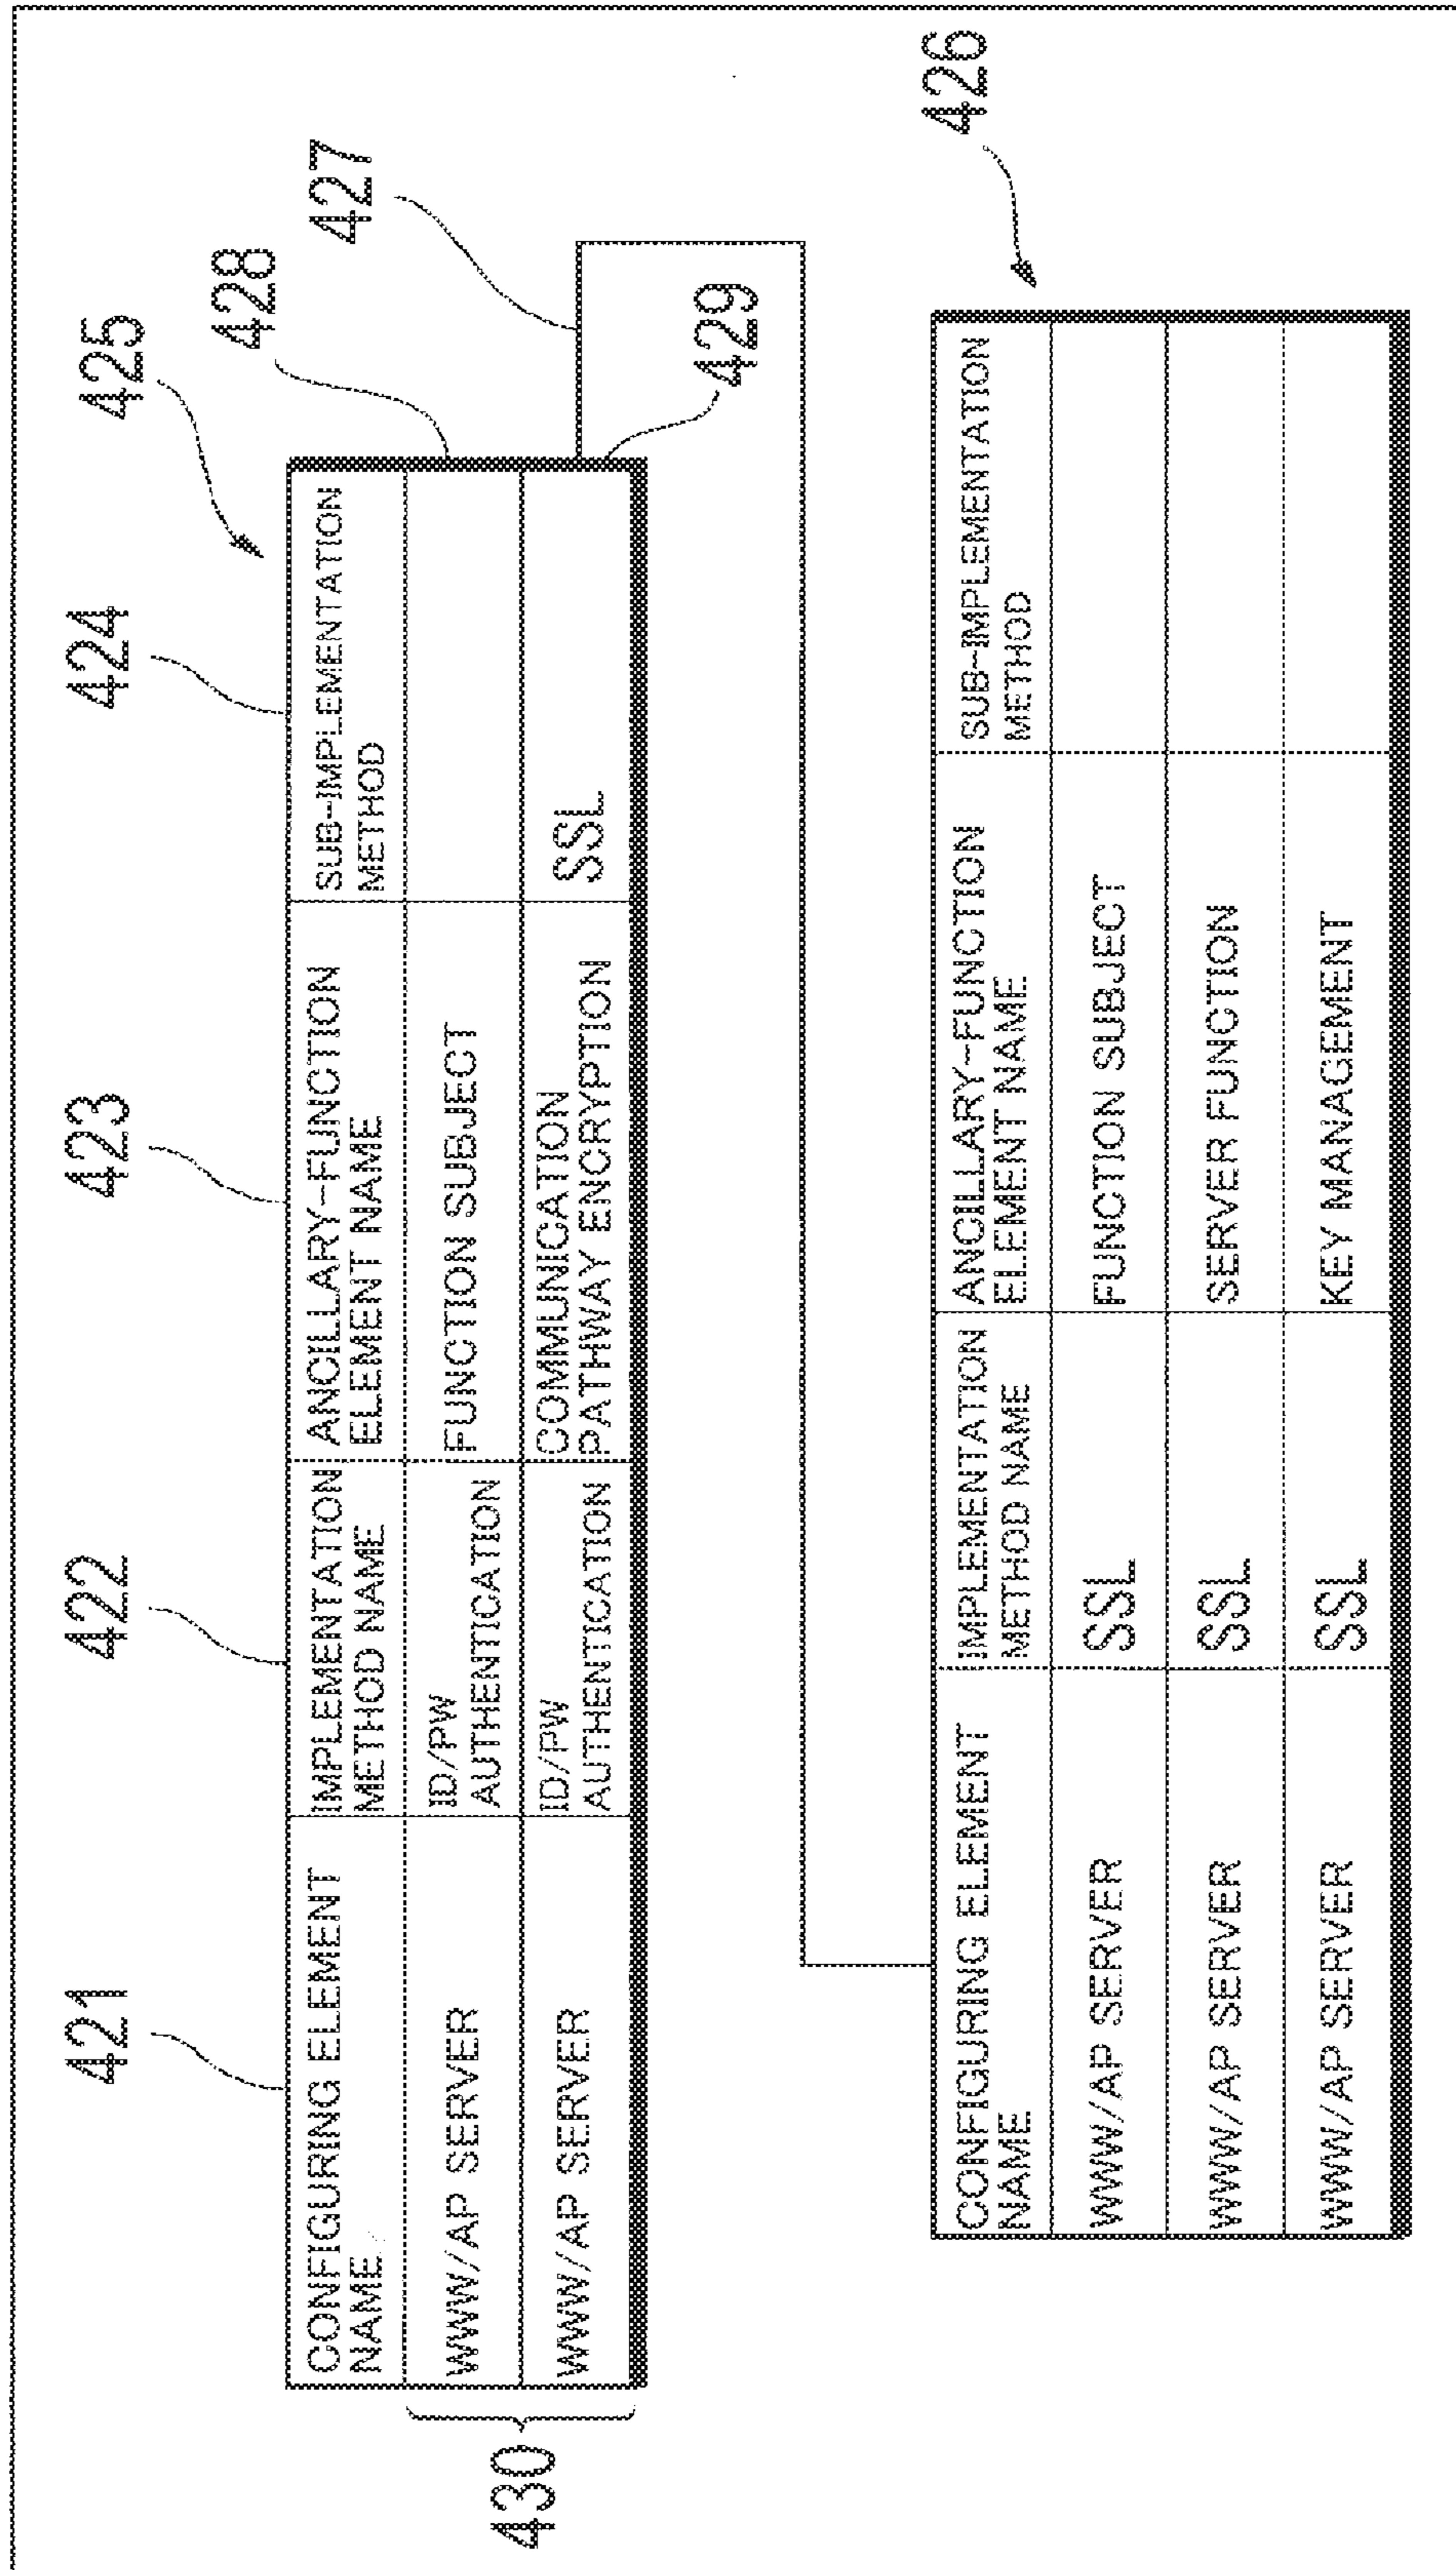 421
422
423
424
425
428
427
CONFIGURING ELEMENT
NAME
IMPLEMENTATION
METHOD NAME
ANCILLARY-FUNCTION
ELEMENT NAME
SUB-IMPLEMENTATION
METHOD
WWW/AP SERVER
ID/PW
AUTHENTICATION
FUNCTION SUBJECT
WWW/AP SERVER
ID/PW
AUTHENTICATION
COMMUNICATION
PATHWAY ENCRYPTION
SSL
430
429
426
CONFIGURING ELEMENT
NAME
IMPLEMENTATION
METHOD NAME
ANCILLARY-FUNCTION
ELEMENT NAME
SUB-IMPLEMENTATION
METHOD
WWW/AP SERVER
SSL
FUNCTION SUBJECT
WWW/AP SERVER
SSL
SERVER FUNCTION
WWW/AP SERVER
SSL
KEY MANAGEMENT